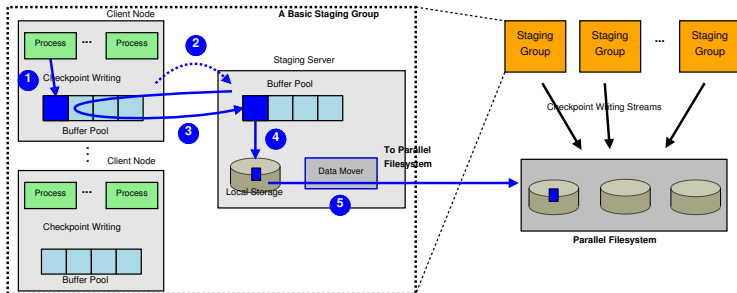 Client Node
Process
...
Process
Checkpoint Writing
Buffer Pool
1
2
3
A Basic Staging Group
Staging Server
Buffer Pool
4
Local Storage
Data Mover
5
To Parallel
Filesystem
Client Node
Process
...
Process
Checkpoint Writing
Buffer Pool
Staging
Group
Staging
Group
...
Staging
Group
Checkpoint Writing Streams
Parallel Filesystem